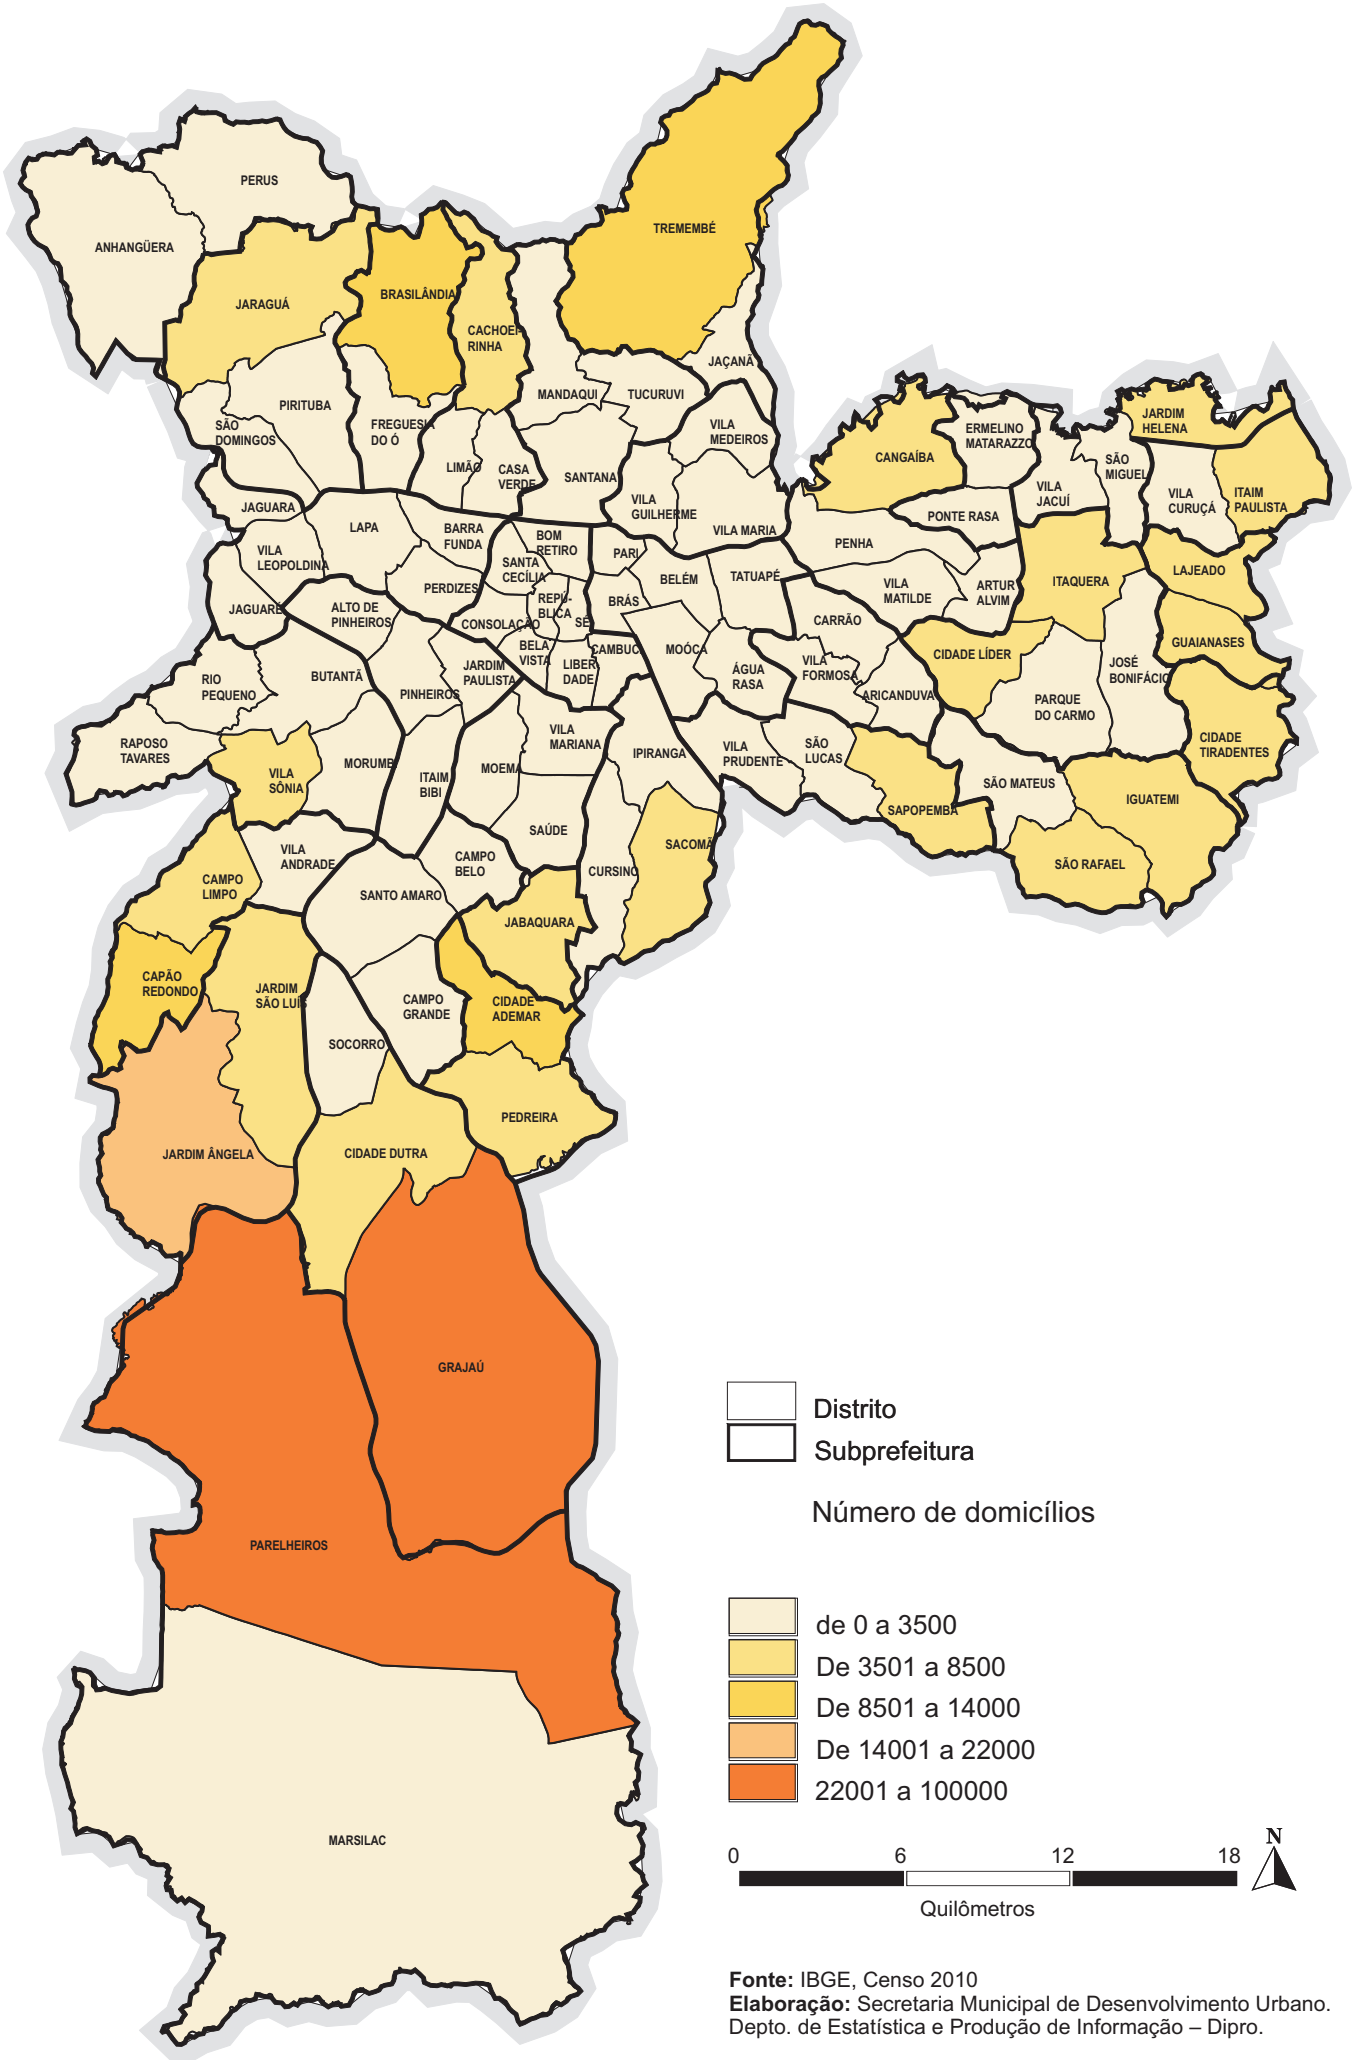 PERUS
ANHANGÜERA
TREMEMBÉ
JARAGUÁ
BRASILÂNDIA
CACHOEI-
RINHA
JAÇANÃ
MANDAQUI
TUCURUVI
PIRITUBA
SÃO
DOMINGOS
FREGUESIA
DO Ó
VILA
MEDEIROS
JARDIM
HELENA
ERMELINO
MATARAZZO
CANGAÍBA
SÃO
MIGUEL
LIMÃO
CASA
VERDE
SANTANA
VILA
JACUÍ
VILA
CURUÇÁ
ITAIM
PAULISTA
JAGUARA
VILA
GUILHERME
VILA MARIA
PONTE RASA
LAPA
BARRA
FUNDA
BOM
RETIRO
PARI
PENHA
VILA
LEOPOLDINA
SANTA
CECÍLIA
BELÉM
TATUAPÉ
ITAQUERA
LAJEADO
PERDIZES
VILA
MATILDE
ARTUR
ALVIM
JAGUARÉ
ALTO DE
PINHEIROS
REPÚ-
BLICA
SÉ
BRÁS
CARRÃO
CONSOLAÇÃO
GUAIANASES
BELA
VISTA
CAMBUC
MOÓCA
CIDADE LÍDER
JOSÉ
BONIFÁCIO
RIO
PEQUENO
BUTANTÃ
PINHEIROS
JARDIM
PAULISTA
LIBER
DADE
ÁGUA
RASA
VILA
FORMOSA
ARICANDUVA
PARQUE
DO CARMO
RAPOSO
TAVARES
VILA
MARIANA
IPIRANGA
VILA
PRUDENTE
SÃO
LUCAS
CIDADE
TIRADENTES
VILA
SÔNIA
MORUMB
ITAIM
BIBI
MOEMA
SÃO MATEUS
IGUATEMI
SAPOPEMBA
SAÚDE
SACOMÃ
VILA
ANDRADE
CAMPO
BELO
CURSINO
SÃO RAFAEL
CAMPO
LIMPO
SANTO AMARO
JABAQUARA
CAPÃO
REDONDO
JARDIM
SÃO LUÍS
CAMPO
GRANDE
CIDADE
ADEMAR
SOCORRO
PEDREIRA
JARDIM ÂNGELA
CIDADE DUTRA
GRAJAÚ
PARELHEIROS
MARSILAC
Distrito
Subprefeitura
Número de domicílios
de 0 a 3500
De 3501 a 8500
De 8501 a 14000
De 14001 a 22000
22001 a 100000
0 6 12 18
N
Quilômetros
Fonte: IBGE, Censo 2010
Elaboração: Secretaria Municipal de Desenvolvimento Urbano.
Depto. de Estatística e Produção de Informação – Dipro.